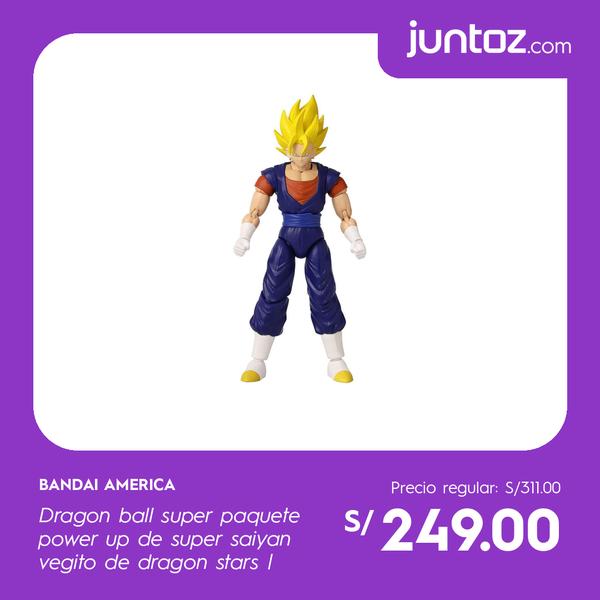 juntoz.com
BANDAI AMERICA
Dragon ball super paquete
power up de super saiyan
vegito de dragon stars |
Precio regular: S/311.00
S/249.00